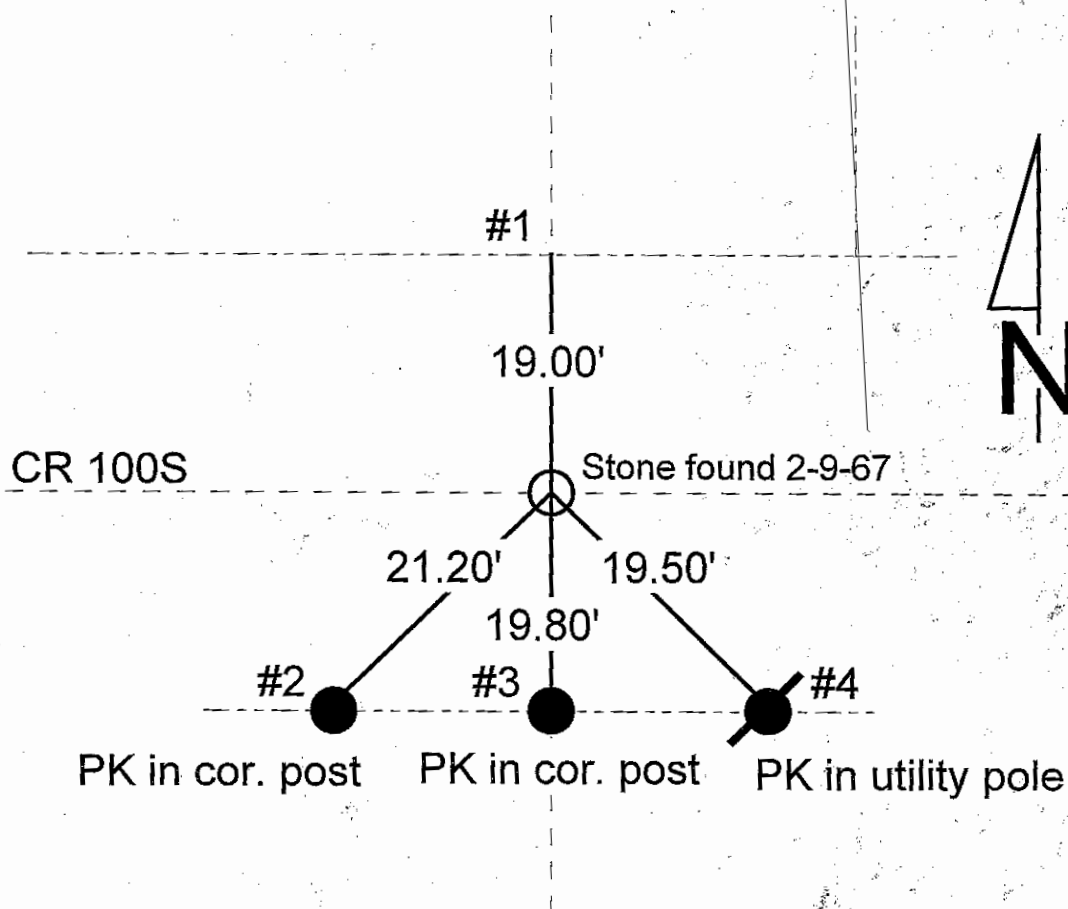 #1
19.00'
N
CR 100S
Stone found 2-9-67
21.20'
19.50'
19.80'
#2
#3
#4
PK in cor. post
PK in cor. post
PK in utility pole